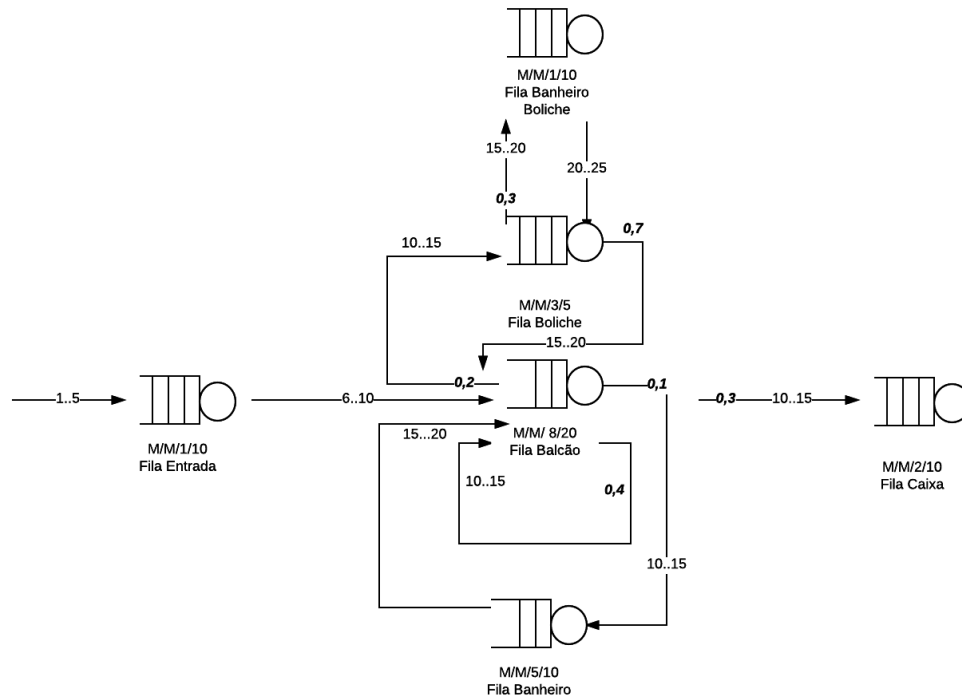 M/M/1/10
Fila Banheiro
Boliche
15..20
20..25
0,3
0,7
10..15
M/M/3/5
Fila Boliche
15..20
0,2
0,1
1..5
6..10
0,3
10..15
15...20
M/M/ 8/20
Fila Balcão
M/M/1/10
Fila Entrada
M/M/2/10
Fila Caixa
10..15
0,4
10..15
M/M/5/10
Fila Banheiro